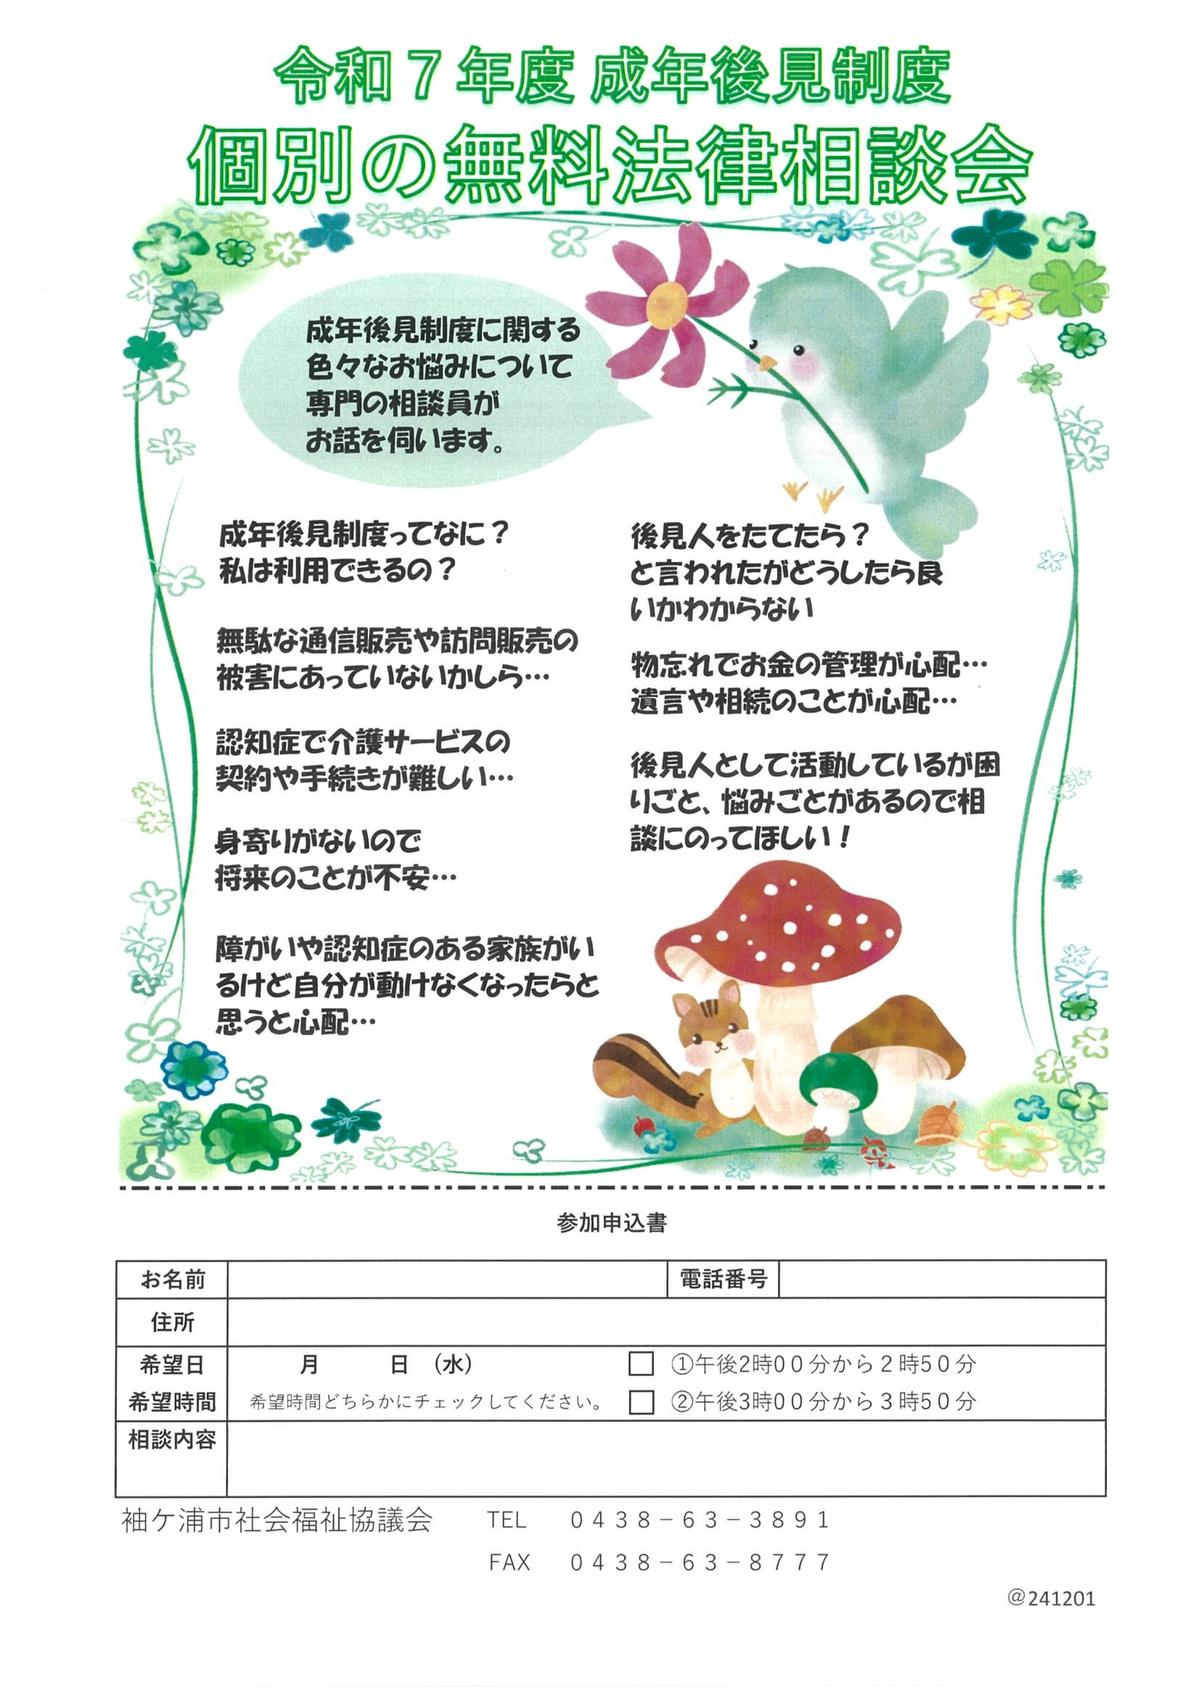 令和７年度 成年後見制度
個別の無料法律相談会
成年後見制度に関する
色々なお悩みについて
専門の相談員が
お話を伺います。
成年後見制度ってなに？
私は利用できるの？
無駄な通信販売や訪問販売の
被害にあっていないかしら…
認知症で介護サービスの
契約や手続きが難しい…
身寄りがないので
将来のことが不安…
障がいや認知症のある家族がい
るけど自分が動けなくなったらと
思うと心配…
後見人をたてたら？
と言われたがどうしたら良
いかわからない
物忘れでお金の管理が心配…
遺言や相続のことが心配…
後見人として活動しているが困
りごと、悩みごとがあるので相
談にのってほしい！
参加申込書
お名前 電話番号
住所
希望日 月 日 （水） ①午後2時00分から２時50分
希望時間 希望時間どちらかにチェックしてください。 ②午後3時00分から３時50分
相談内容
袖ケ浦市社会福祉協議会 TEL ０４３８－６３－３８９１
FAX ０４３８－６３－８７７７
＠241201